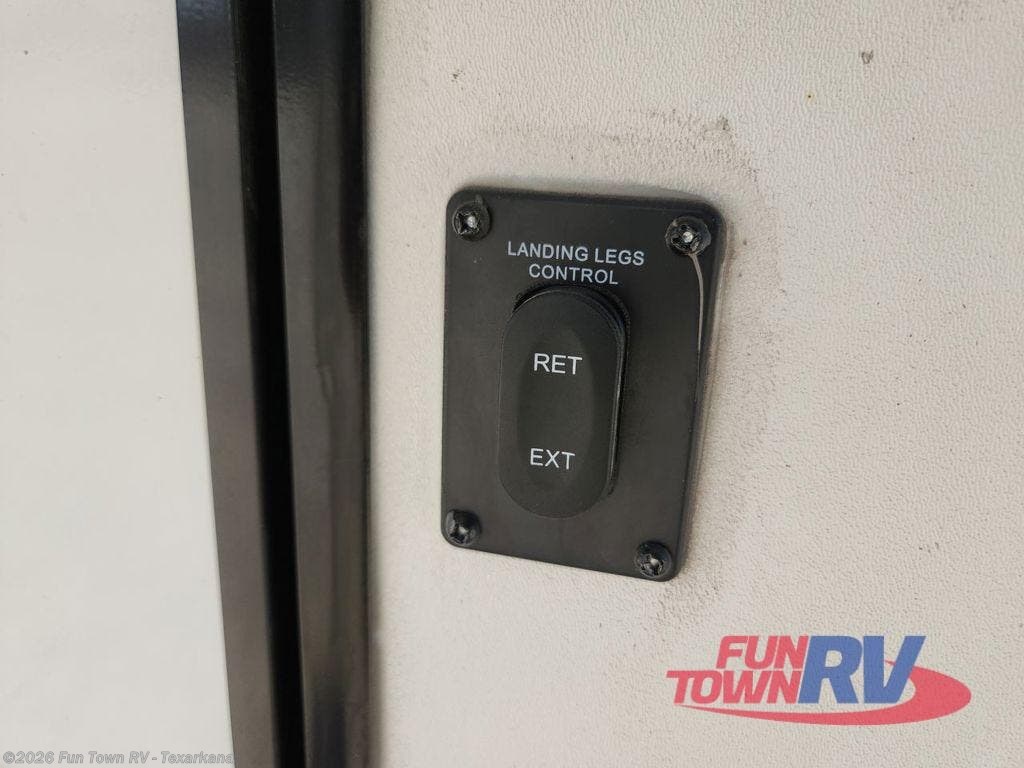 LANDING LEGS
CONTROL
RET
EXT
FUN
TOWN RV
©2026 Fun Town RV - Texarkana